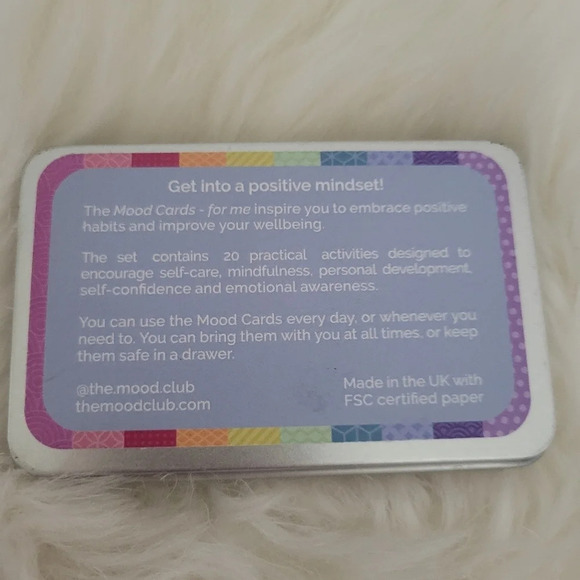 Get into a positive mindset!
The Mood Cards - for me inspire you to embrace positive
habits and improve your wellbeing.
The set contains 20 practical activities designed to
encourage self-care, mindfulness, personal development,
self-confidence and emotional awareness.
You can use the Mood Cards every day, or whenever you
need to. You can bring them with you at all times, or keep
them safe in a drawer.
@the.mood.club
themoodclub.com
Made in the UK with
FSC certified paper